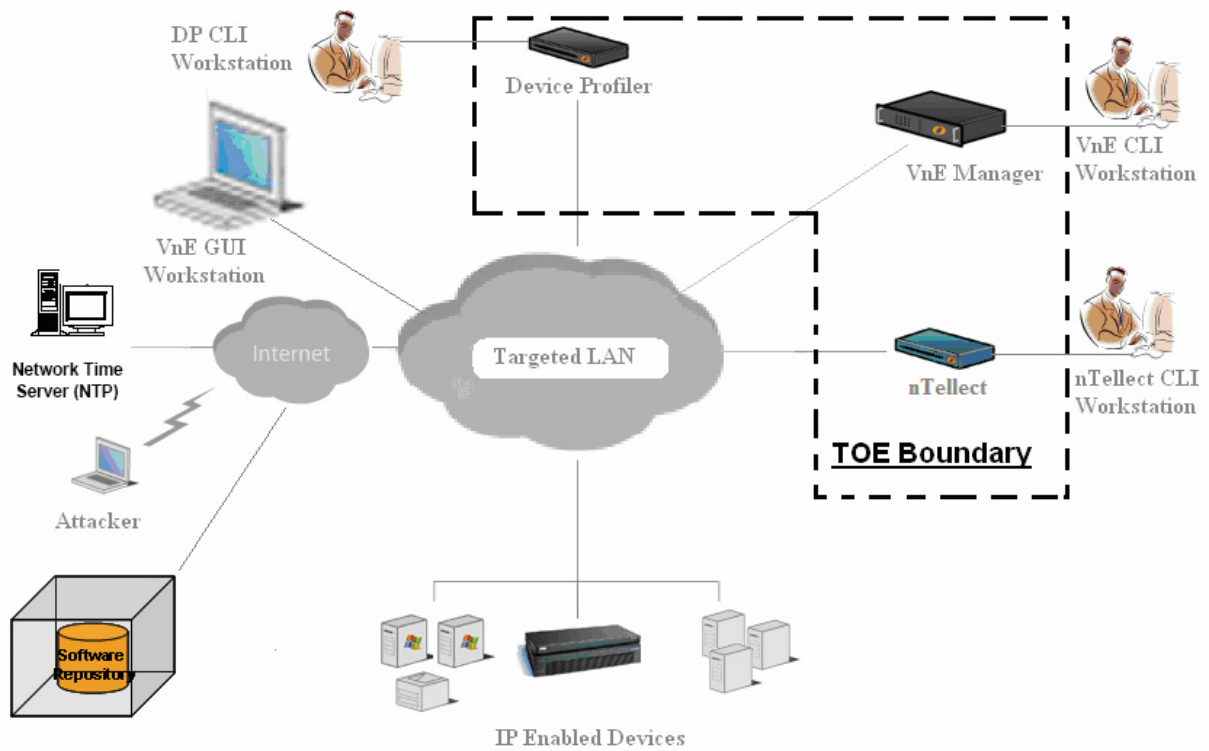 DP CLI
Workstation
Device Profiler
VnE Manager
VnE CLI
Workstation
VnE GUI
Workstation
Internet
Targeted LAN
Network Time
Server (NTP)
nTellect
nTellect CLI
Workstation
TOE Boundary
Attacker
Software
Repository
IP Enabled Devices